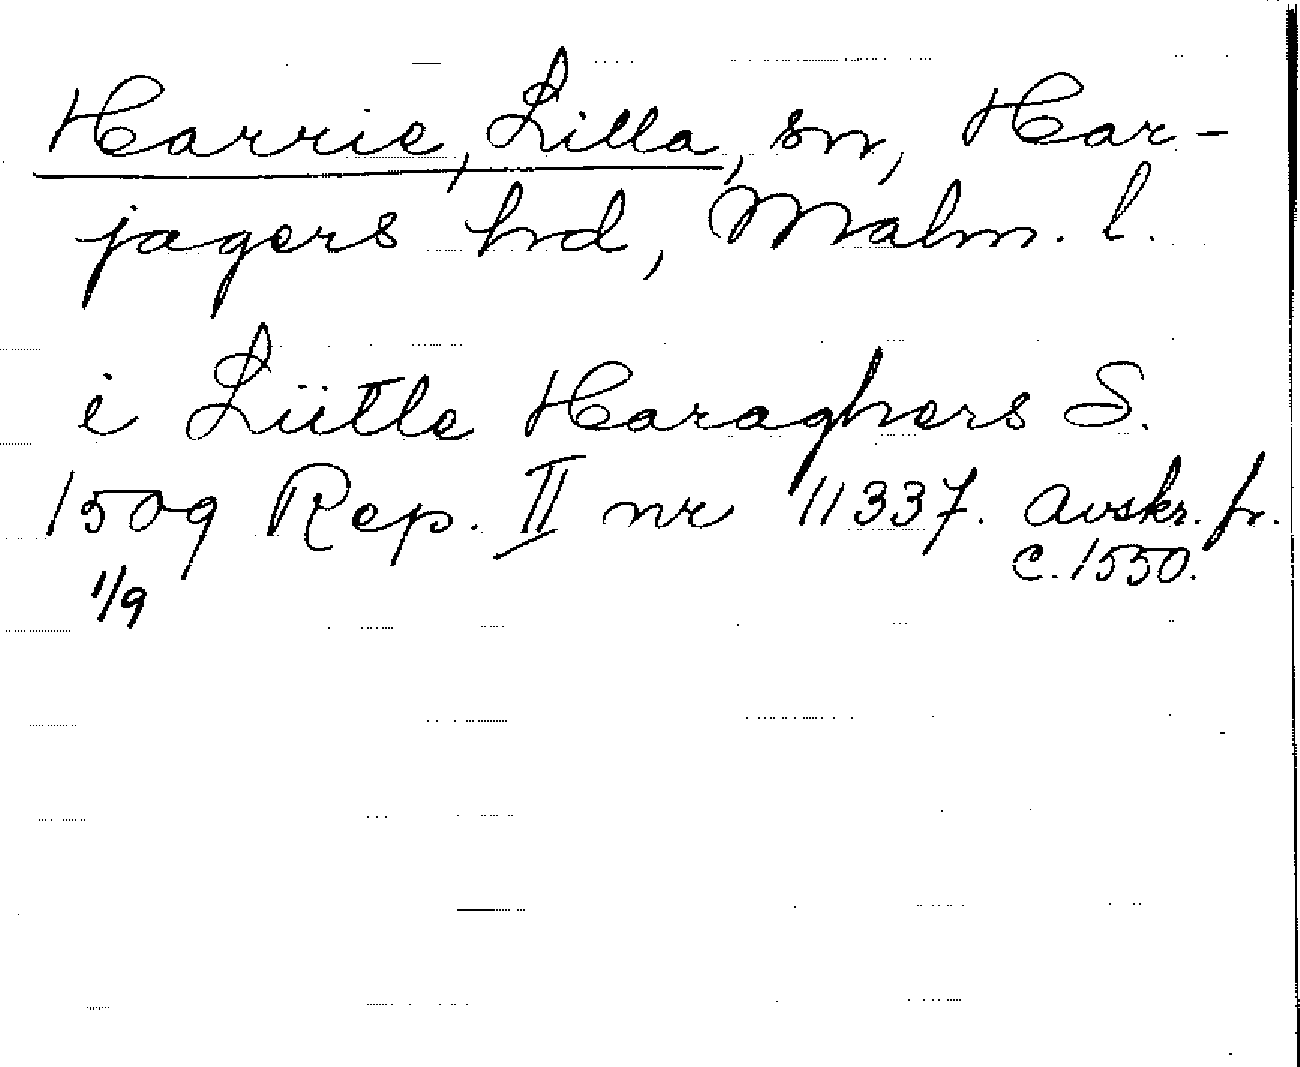 Harrie, Lilla, sn, Har-
jagers hd, Malm. l.
i Lütle Haraghers S.
1509 Rep. II nr 11337. Avskr. fr.
1/9 c. 1550.